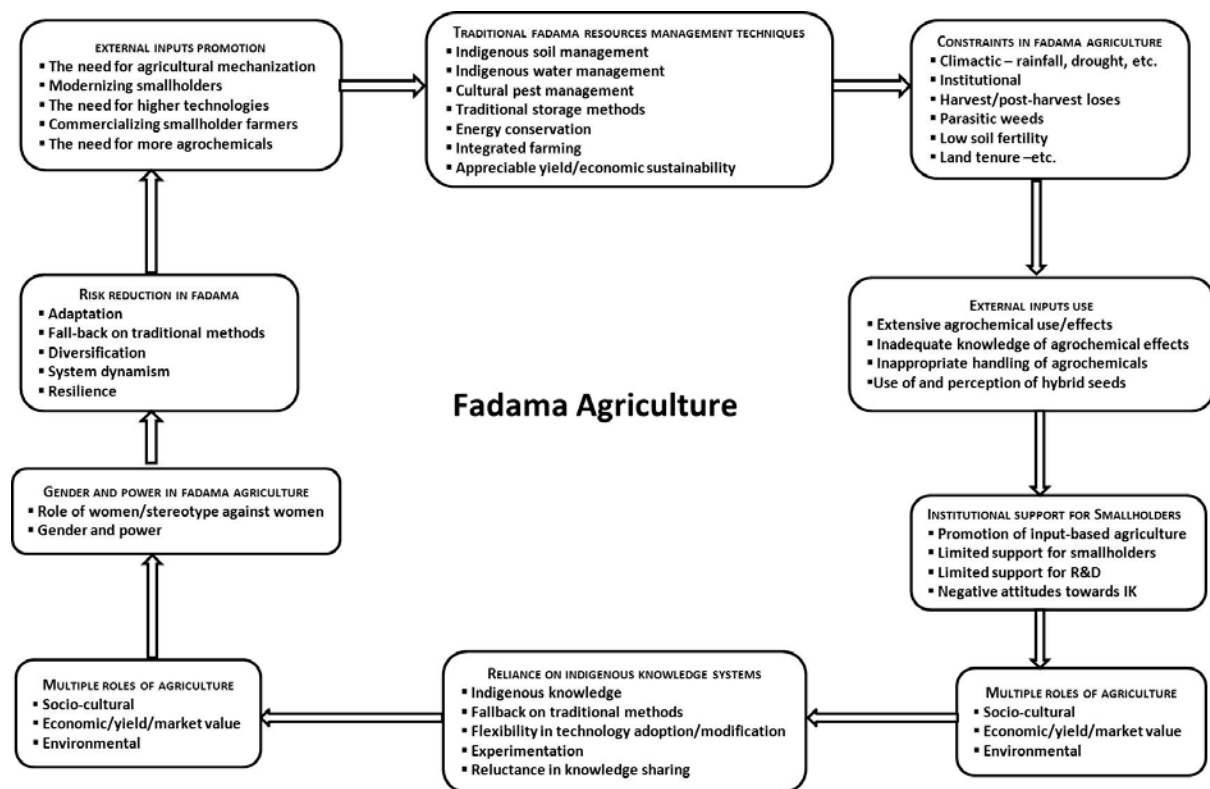 EXTERNAL INPUTS PROMOTION
▪ The need for agricultural mechanization
▪ Modernizing smallholders
▪ The need for higher technologies
▪ Commercializing smallholder farmers
▪ The need for more agrochemicals
TRADITIONAL FADAMA RESOURCES MANAGEMENT TECHNIQUES
▪ Indigenous soil management
▪ Indigenous water management
▪ Cultural pest management
▪ Traditional storage methods
▪ Energy conservation
▪ Integrated farming
▪ Appreciable yield/economic sustainability
CONSTRAINTS IN FADAMA AGRICULTURE
▪ Climactic – rainfall, drought, etc.
▪ Institutional
▪ Harvest/post-harvest loses
▪ Parasitic weeds
▪ Low soil fertility
▪ Land tenure –etc.
RISK REDUCTION IN FADAMA
▪ Adaptation
▪ Fall-back on traditional methods
▪ Diversification
▪ System dynamism
▪ Resilience
EXTERNAL INPUTS USE
▪ Extensive agrochemical use/effects
▪ Inadequate knowledge of agrochemical effects
▪ Inappropriate handling of agrochemicals
▪Use of and perception of hybrid seeds
Fadama Agriculture
GENDER AND POWER IN FADAMA AGRICULTURE
▪ Role of women/stereotype against women
▪ Gender and power
INSTITUTIONAL SUPPORT FOR SMALLHOLDERS
▪ Promotion of input-based agriculture
▪ Limited support for smallholders
▪ Limited support for R&D
▪ Negative attitudes towards IK
MULTIPLE ROLES OF AGRICULTURE
▪ Socio-cultural
▪ Economic/yield/market value
▪ Environmental
RELIANCE ON INDIGENOUS KNOWLEDGE SYSTEMS
▪ Indigenous knowledge
▪ Fallback on traditional methods
▪ Flexibility in technology adoption/modification
▪ Experimentation
▪ Reluctance in knowledge sharing
MULTIPLE ROLES OF AGRICULTURE
▪ Socio-cultural
▪ Economic/yield/market value
▪ Environmental